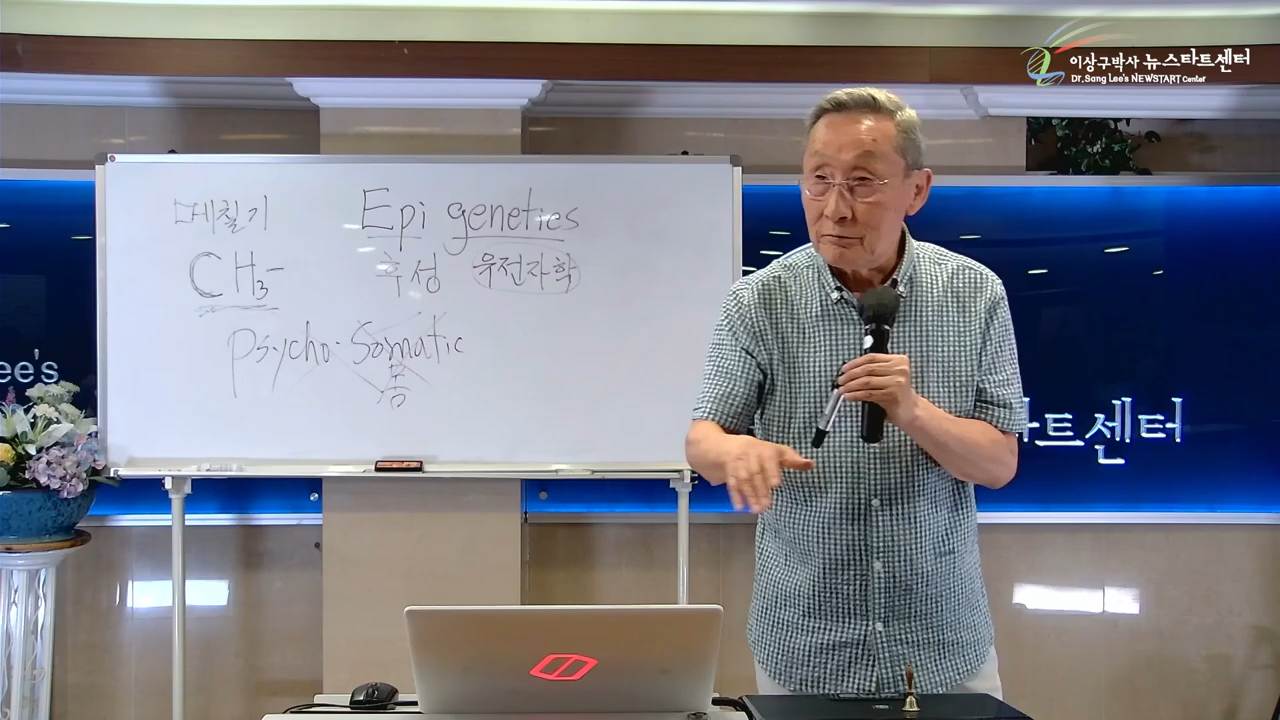 이상구박사 뉴스타트센터
Dr. Sang Lee's NEWSTART Center
메칠기 Epi genetics
CH3- 후성 유전자학
psycho-Somatic
몸
ee's
타트센터